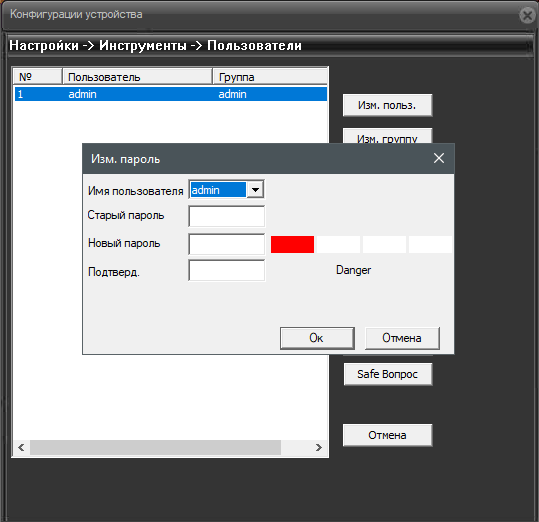 Конфигурации устройства
Настройки -> Инструменты -> Пользователи
№ Пользователь Группа
1 admin admin
Изм. польз.
Изм. группу
Изм. пароль
Имя пользователя admin
Старый пароль
Новый пароль
Подтверд.
Danger
Ок Отмена
Safe Вопрос
Отмена